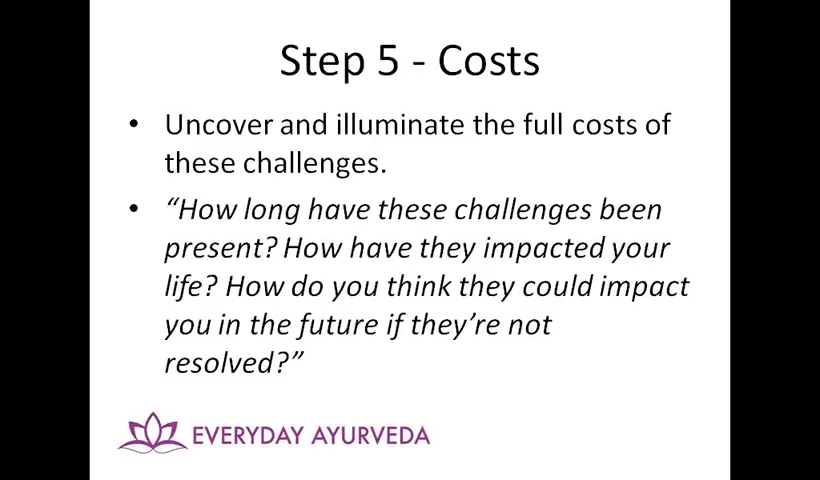 Step 5 - Costs
• Uncover and illuminate the full costs of
these challenges.
• “How long have these challenges been
present? How have they impacted your
life? How do you think they could impact
you in the future if they’re not
resolved?”
EVERYDAY AYURVEDA